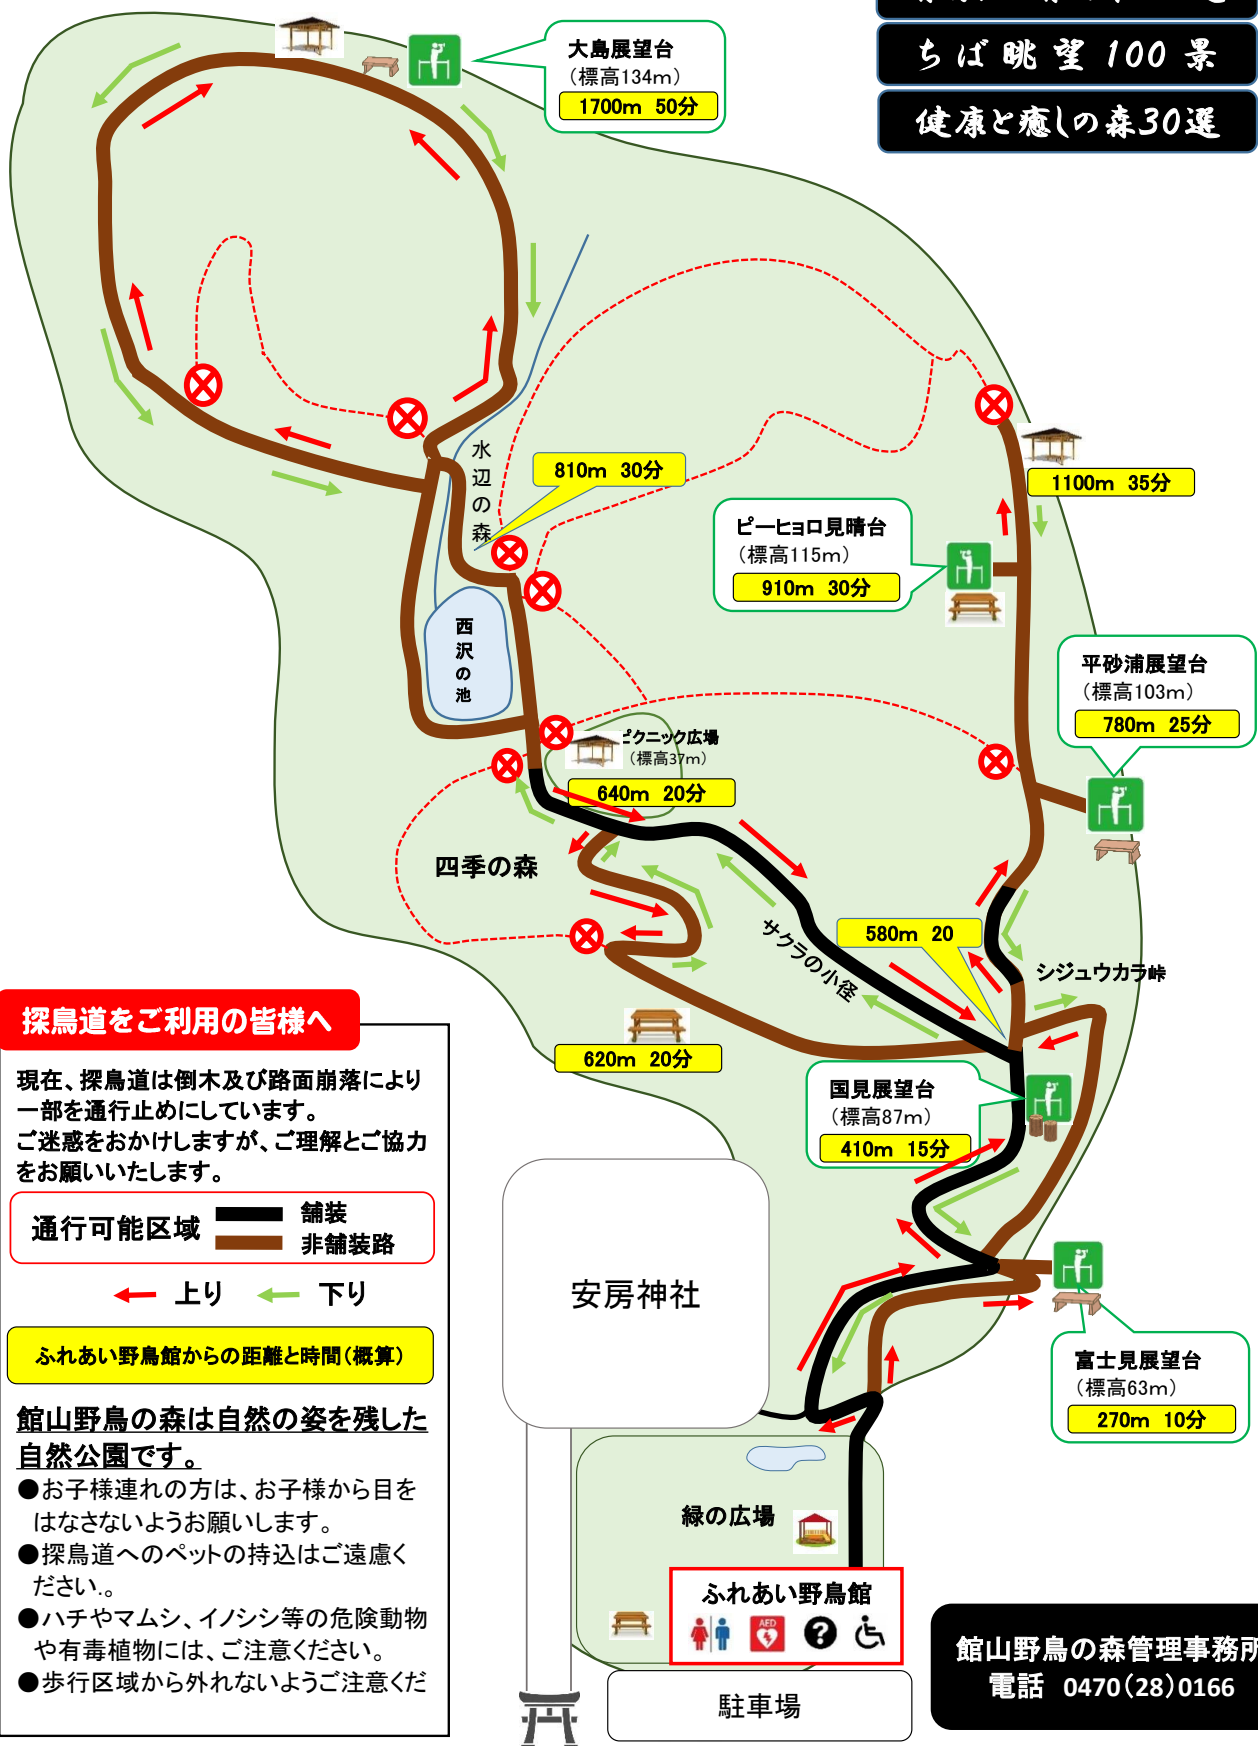 ちば眺望100景
健康と癒しの森30選
大島展望台
(標高134m)
1700m 50分
水辺の森
810m 30分
1100m 35分
ピーヒョロ見晴台
(標高115m)
910m 30分
西沢の池
平砂浦展望台
(標高103m)
780m 25分
ピクニック広場
(標高37m)
640m 20分
四季の森
サクラの小径
580m 20
シジュウカラ峠
620m 20分
国見展望台
(標高87m)
410m 15分
富士見展望台
(標高63m)
270m 10分
安房神社
緑の広場
ふれあい野鳥館
AED
?
駐車場
探鳥道をご利用の皆様へ
現在、探鳥道は倒木及び路面崩落により
一部を通行止めにしています。
ご迷惑をおかけしますが、ご理解とご協力
をお願いいたします。
通行可能区域
舗装
非舗装路
上り
下り
ふれあい野鳥館からの距離と時間(概算)
館山野鳥の森は自然の姿を残した
自然公園です。
●お子様連れの方は、お子様から目を
はなさないようお願いします。
●探鳥道へのペットの持込はご遠慮く
ださい.。
●ハチやマムシ、イノシシ等の危険動物
や有毒植物には、ご注意ください。
●歩行区域から外れないようご注意くだ
館山野鳥の森管理事務所
電話 0470(28)0166